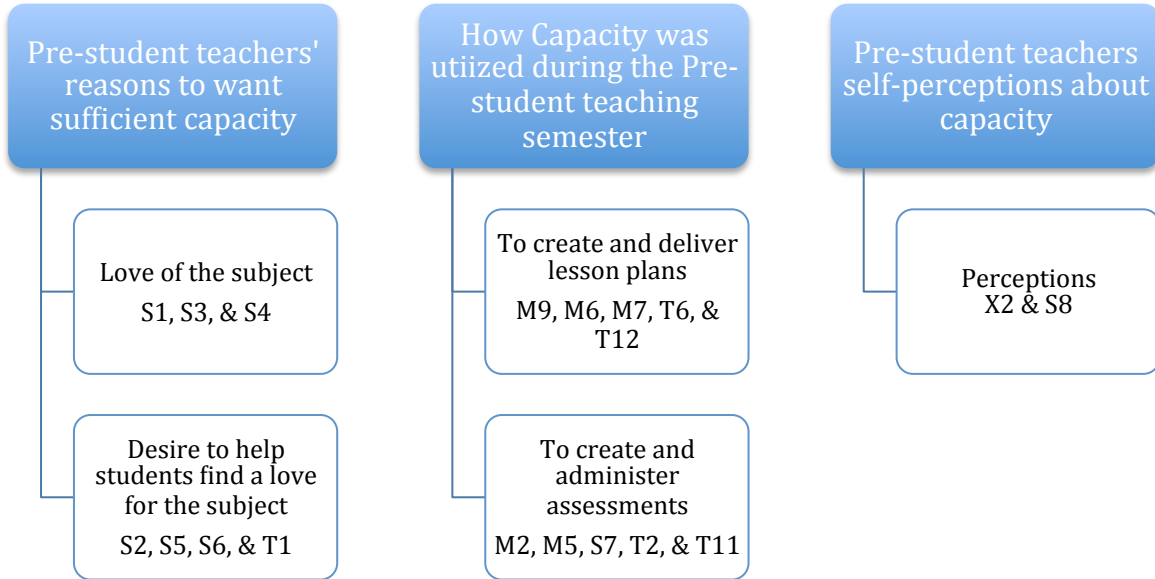 Pre-student teachers'
reasons to want
sufficient capacity
Love of the subject
S1, S3, & S4
Desire to help
students find a love
for the subject
S2, S5, S6, & T1
How Capacity was
utiized during the Pre-
student teaching
semester
To create and deliver
lesson plans
M9, M6, M7, T6, &
T12
To create and
administer
assessments
M2, M5, S7, T2, & T11
Pre-student teachers
self-perceptions about
capacity
Perceptions
X2 & S8